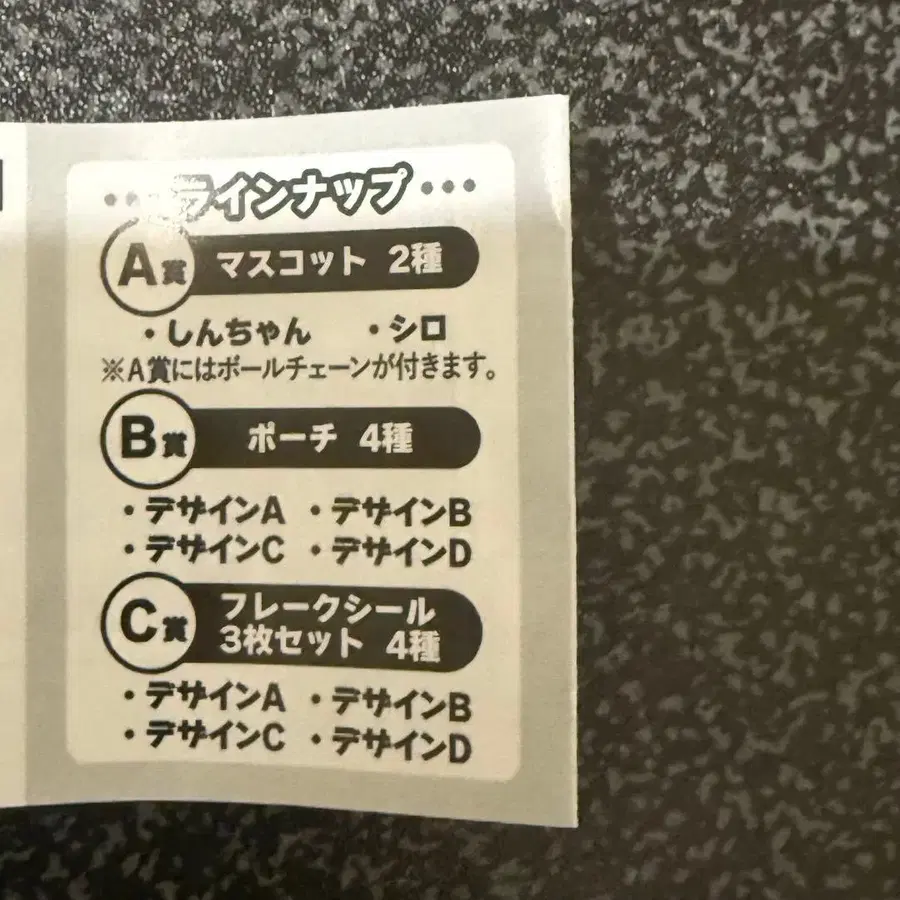 ラインナップ
A賞 マスコット 2種
・しんちゃん ・シロ
※A賞にはボールチェーンが付きます。
B賞 ポーチ 4種
・デザインA ・デザインB
・デザインC ・デザインD
C賞 フレークシール
3枚セット 4種
・デザインA ・デザインB
・デザインC ・デザインD